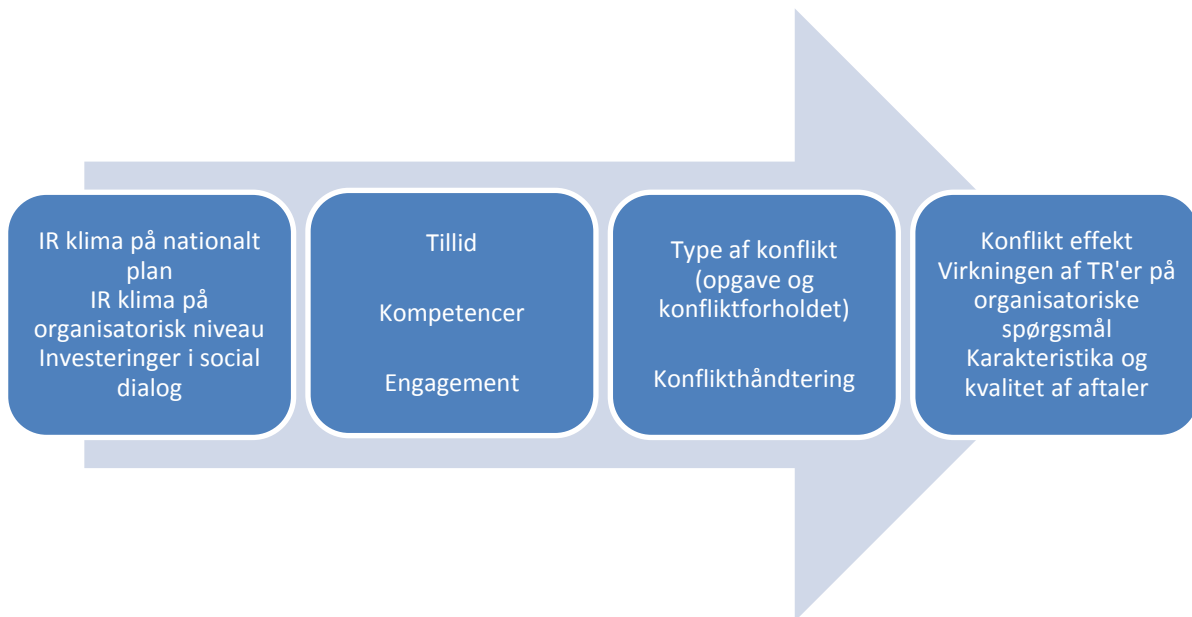 IR klima på nationalt
plan
IR klima på
organisatorisk niveau
Investeringer i social
dialog
Tillid
Kompetencer
Engagement
Type af konflikt
(opgave og
konfliktforholdet)
Konflikthåndtering
Konflikt effekt
Virkningen af TR'er på
organisatoriske
spørgsmål
Karakteristika og
kvalitet af aftaler